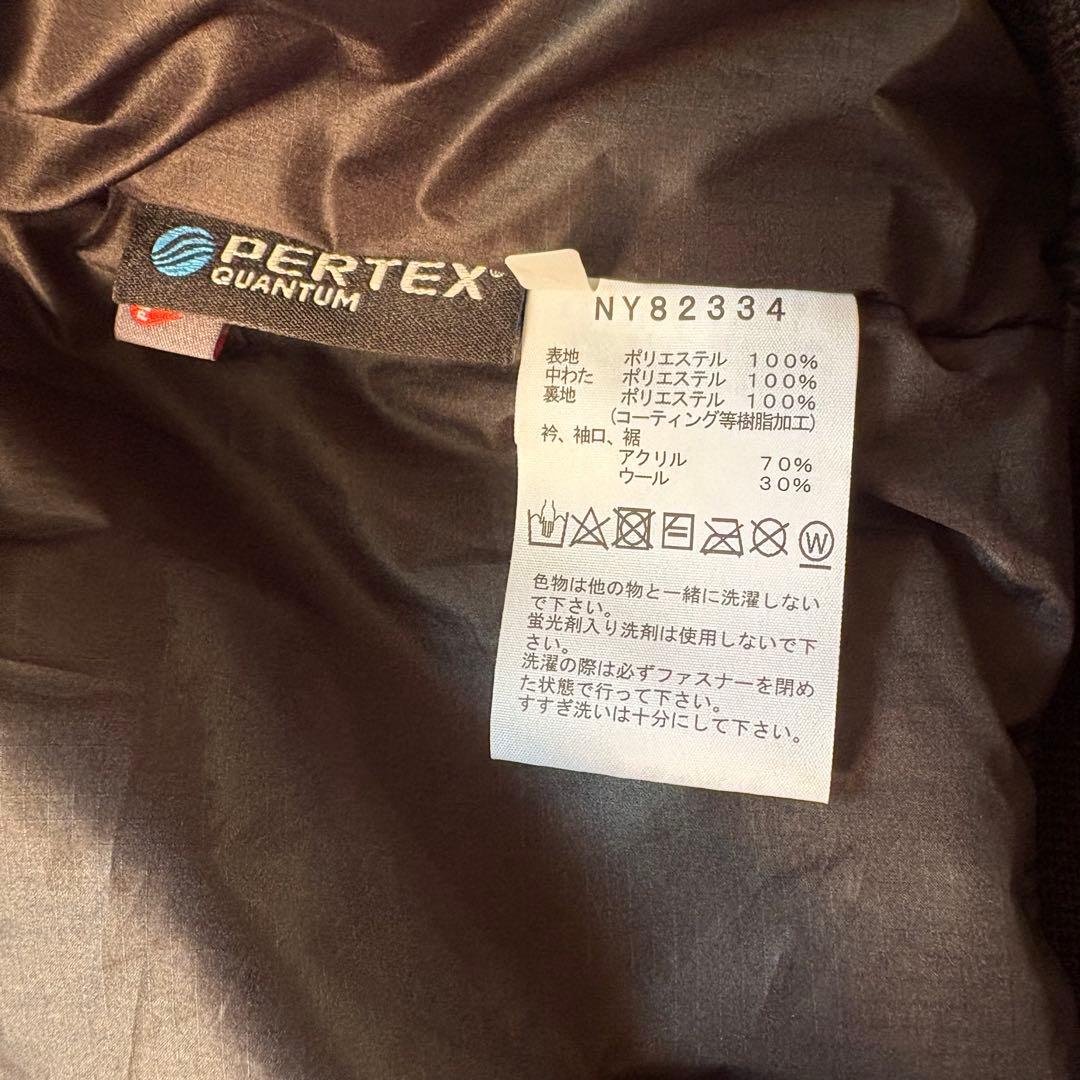 PERTEX®
QUANTUM
NY82334
表地 ポリエステル 100%
中わた ポリエステル 100%
裏地 ポリエステル 100%
(コーティング等樹脂加工)
衿、袖口、裾
アクリル 70%
ウール 30%
W
色物は他の物と一緒に洗濯しない
で下さい。
蛍光剤入り洗剤は使用しないで下
さい。
洗濯の際は必ずファスナーを閉め
た状態で行って下さい。
すすぎ洗いは十分にして下さい。